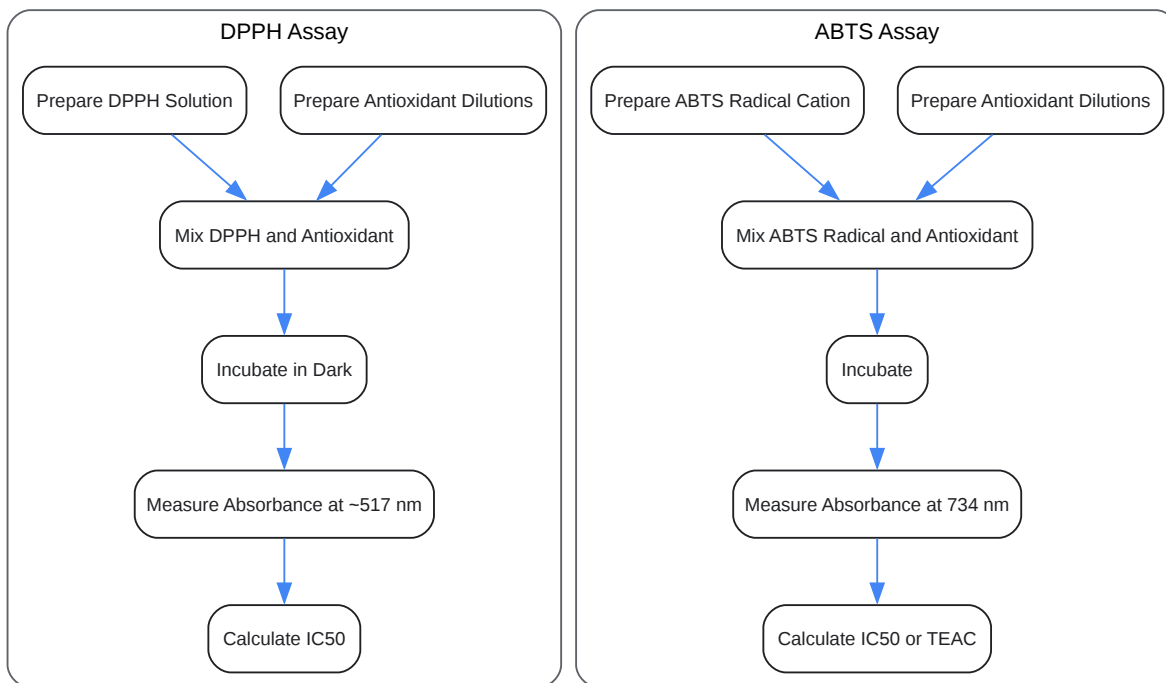 DPPH Assay
Prepare DPPH Solution
Prepare Antioxidant Dilutions
Mix DPPH and Antioxidant
Incubate in Dark
Measure Absorbance at ~517 nm
Calculate IC50
ABTS Assay
Prepare ABTS Radical Cation
Prepare Antioxidant Dilutions
Mix ABTS Radical and Antioxidant
Incubate
Measure Absorbance at 734 nm
Calculate IC50 or TEAC